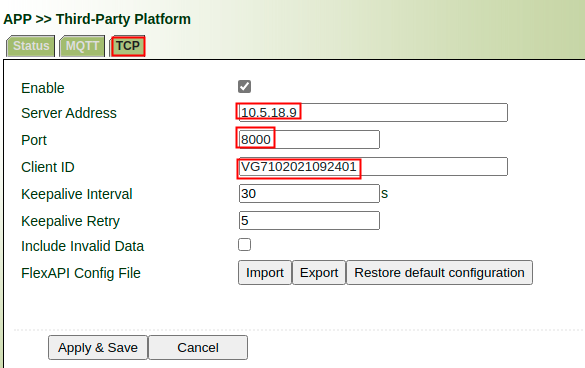 APP >> Third-Party Platform
Status MQTT TCP
Enable
Server Address 10.5.18.9
Port 8000
Client ID VG7102021092401
Keepalive Interval 30 s
Keepalive Retry 5
Include Invalid Data
FlexAPI Config File Import Export Restore default configuration
Apply & Save Cancel